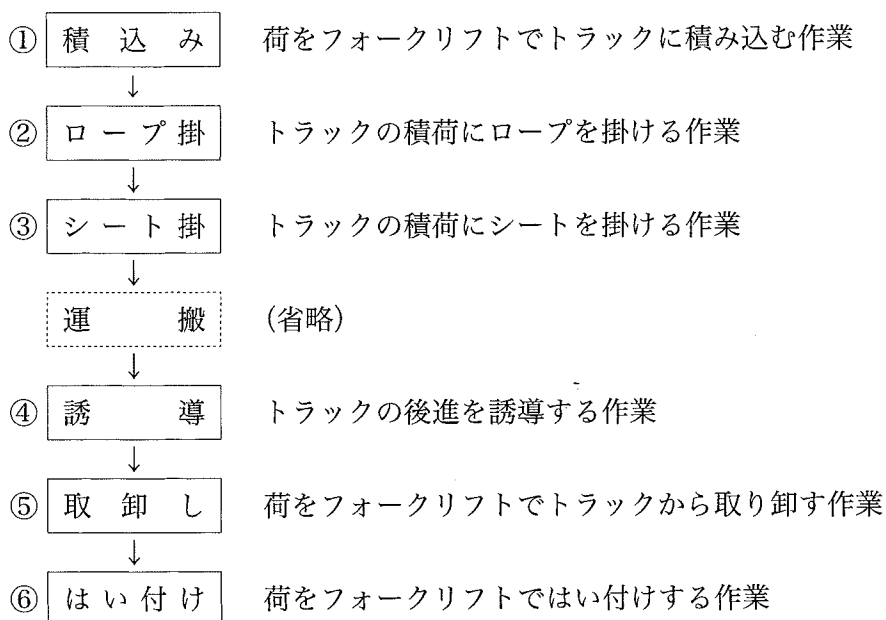 ① 積込み 荷をフォークリフトでトラックに積み込む作業
↓
② ロープ掛 トラックの積荷にロープを掛ける作業
↓
③ シート掛 トラックの積荷にシートを掛ける作業
↓
運搬 (省略)
↓
④ 誘導 トラックの後進を誘導する作業
↓
⑤ 取卸し 荷をフォークリフトでトラックから取り卸す作業
↓
⑥ はい付け 荷をフォークリフトではい付けする作業